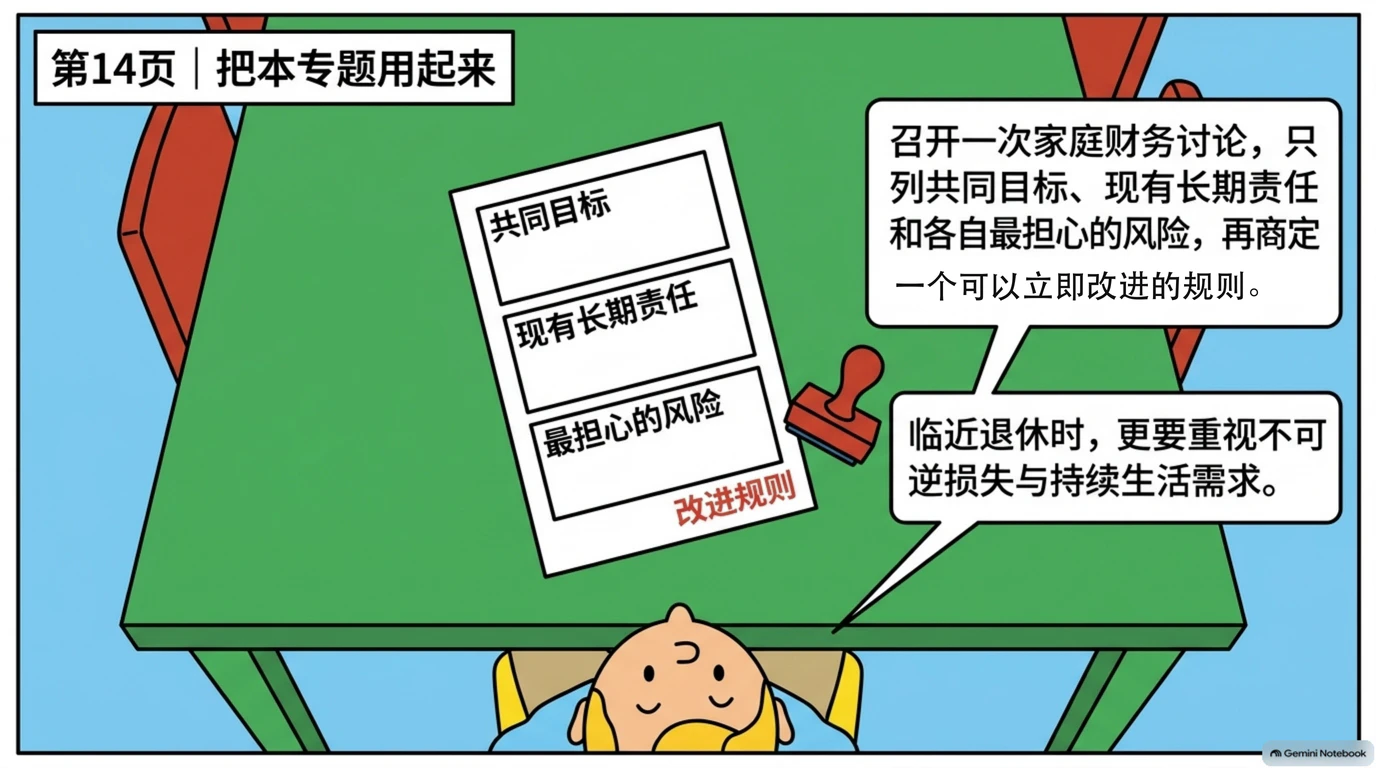 第14页｜把本专题用起来
召开一次家庭财务讨论，只
列共同目标、现有长期责任
和各自最担心的风险，再商定
一个可以立即改进的规则。
共同目标
现有长期责任
最担心的风险
改进规则
临近退休时，更要重视不可
逆损失与持续生活需求。
Gemini Notebook